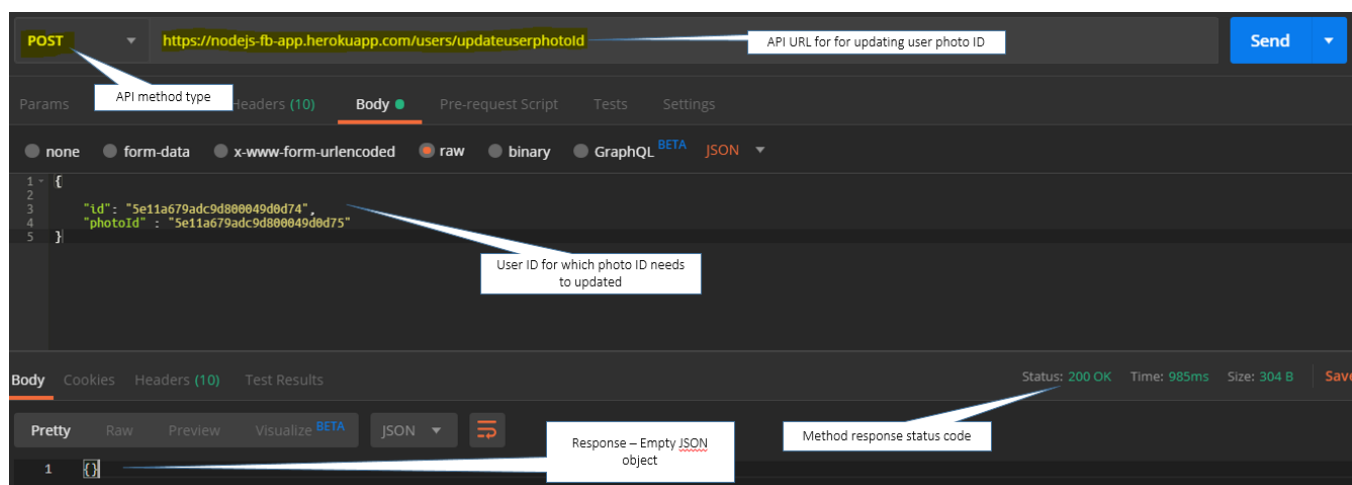 POST https://nodejs-fb-app.herokuapp.com/users/updateuserphotoId API URL for for updating user photo ID Send
API method type
Params Headers (10) Body Pre-request Script Tests Settings
none form-data x-www-form-urlencoded raw binary GraphQL BETA JSON
1 {
2
3 "id": "5e11a679adc9d800049d0d74",
4 "photoId" : "5e11a679adc9d800049d0d75"
5 }
User ID for which photo ID needs
to updated
Body Cookies Headers (10) Test Results Status: 200 OK Time: 985ms Size: 304 B Save
Pretty Raw Preview Visualize BETA JSON
Response – Empty JSON
object
Method response status code
1 {}